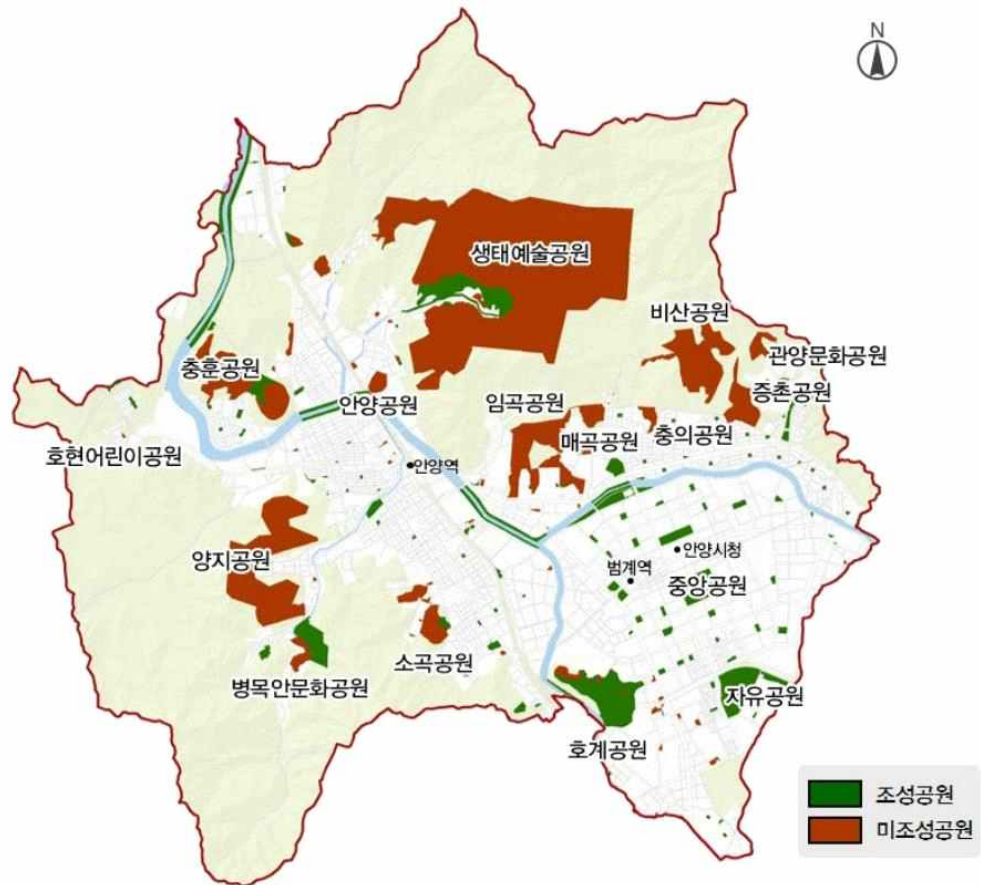 N
생태예술공원
비산공원
관양문화공원
충훈공원
증촌공원
안양공원
임곡공원
매곡공원
충의공원
호현어린이공원
안양역
안양시청
양지공원
범계역
중앙공원
소곡공원
병목안문화공원
자유공원
호계공원
조성공원
미조성공원